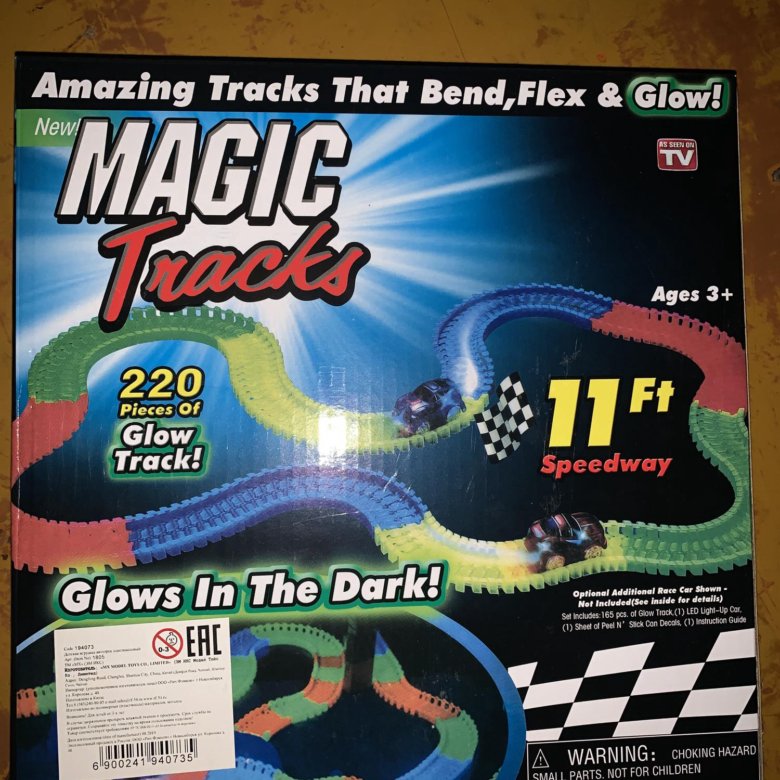 Amazing Tracks That Bend,Flex & Glow!
New!
MAGIC
Tracks
AS SEEN ON
TV
Ages 3+
220
Pieces Of
Glow
Track!
11 Ft
Speedway
Glows In The Dark!
Optional Additional Race Car Shown -
Not Included(See inside for details)
Set Includes:165 pcs. of Glow Track,(1) LED Light-Up Car,
(1) Sheet of Peel N' Stick Can Decals, (1) Instruction Guide
Code 194073
0-3
EAC
6 900241 940735
WARNING: CHOKING HAZARD
SMALL PARTS. NOT FOR CHILDREN